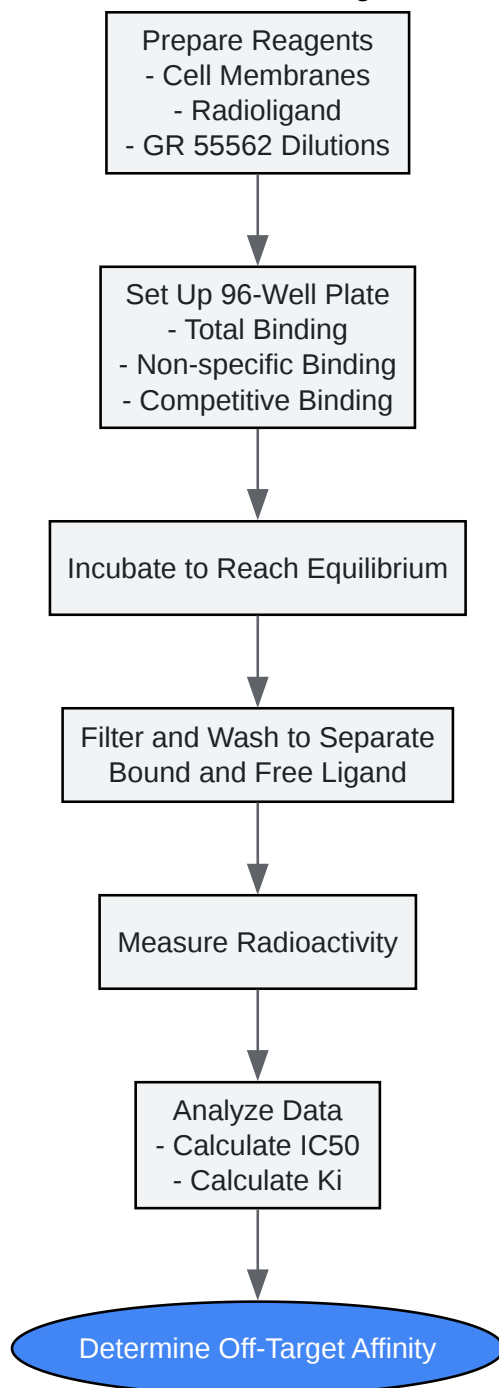 Prepare Reagents
- Cell Membranes
- Radioligand
- GR 55562 Dilutions
Set Up 96-Well Plate
- Total Binding
- Non-specific Binding
- Competitive Binding
Incubate to Reach Equilibrium
Filter and Wash to Separate
Bound and Free Ligand
Measure Radioactivity
Analyze Data
- Calculate IC50
- Calculate Ki
Determine Off-Target Affinity